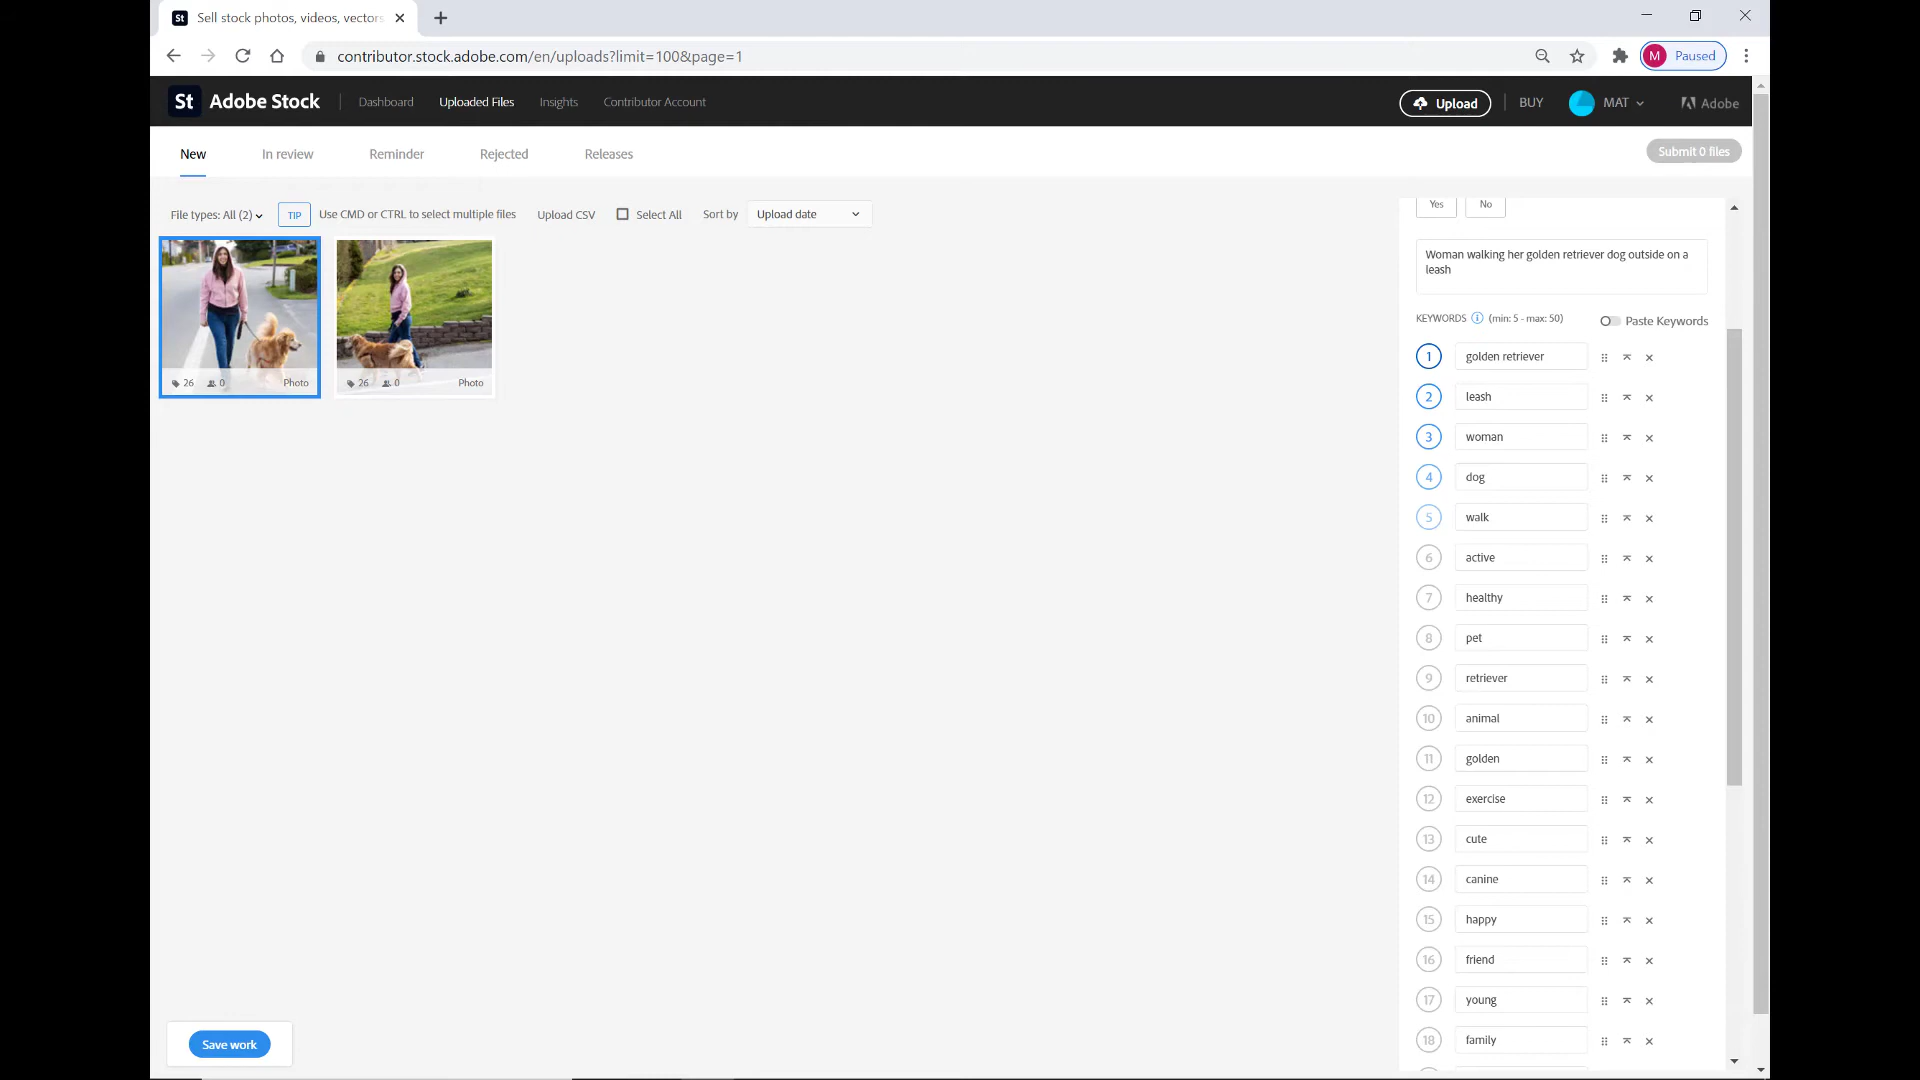 St Sell stock photos, videos, vectors
contributor.stock.adobe.com/en/uploads?limit=100&page=1
M Paused
St Adobe Stock Dashboard Uploaded Files Insights Contributor Account Upload BUY MAT Adobe
New In review Reminder Rejected Releases Submit 0 files
File types: All (2) TIP Use CMD or CTRL to select multiple files Upload CSV Select All Sort by Upload date
Yes No
26 0 Photo
26 0 Photo
Woman walking her golden retriever dog outside on a
leash
KEYWORDS i (min: 5 - max: 50) Paste Keywords
1 golden retriever
2 leash
3 woman
4 dog
5 walk
6 active
7 healthy
8 pet
9 retriever
10 animal
11 golden
12 exercise
13 cute
14 canine
15 happy
16 friend
17 young
18 family
Save work